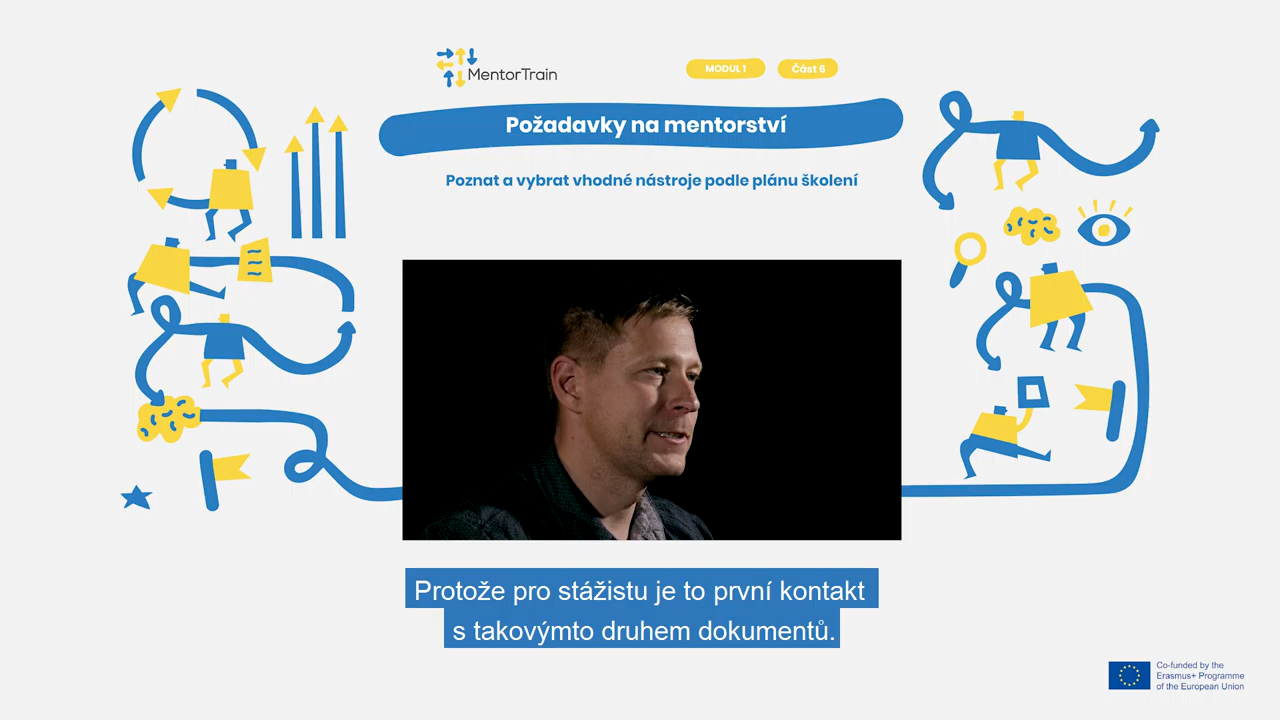 MentorTrain
MODUL 1
Část 6
Požadavky na mentorství
Poznat a vybrat vhodné nástroje podle plánu školení
Protože pro stážistu je to první kontakt
s takovýmto druhem dokumentů.
Co-funded by the
Erasmus+ Programme
of the European Union